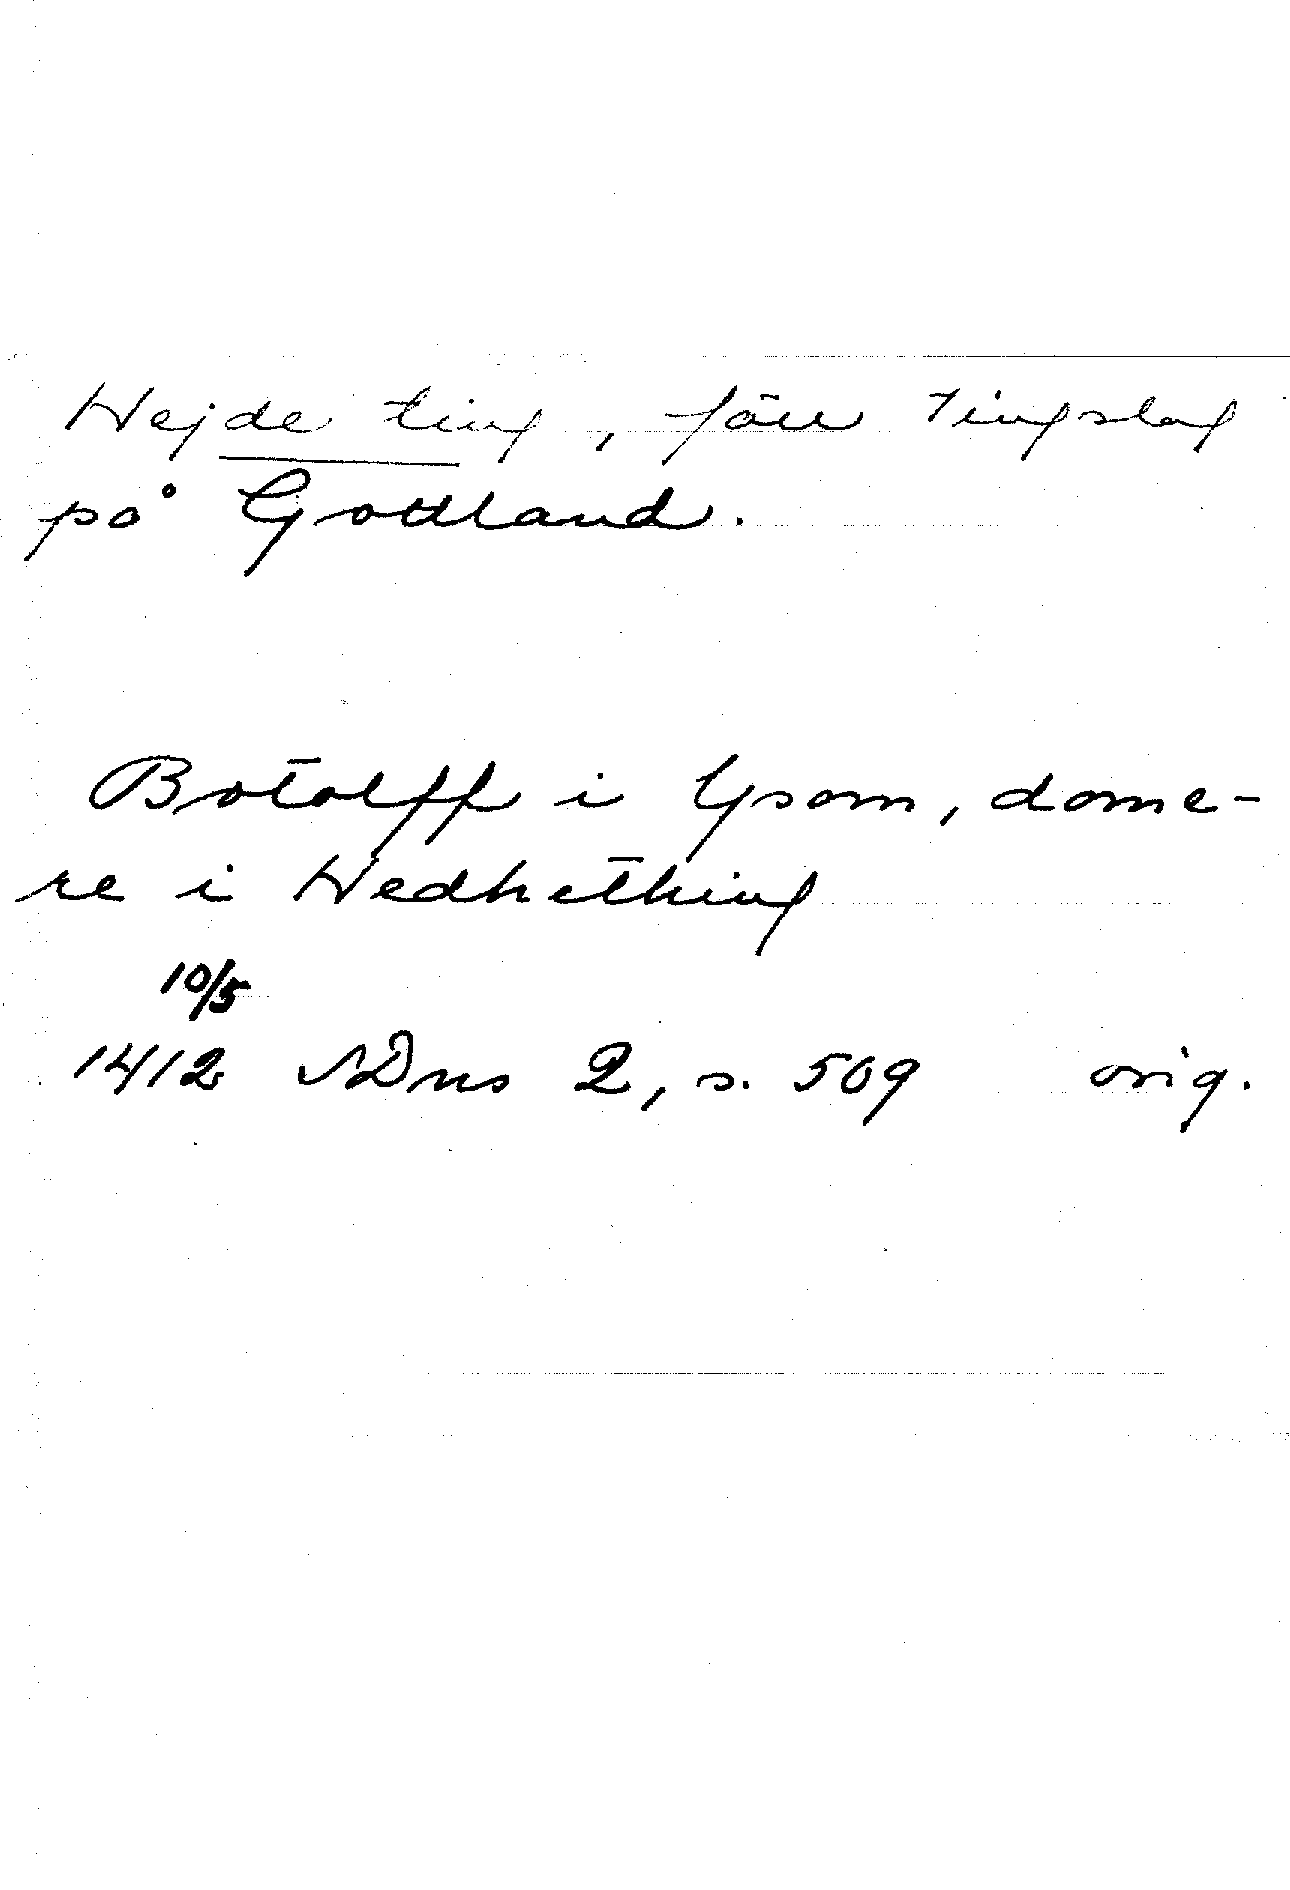 Hejde ting, förr tingslag
på Gottland.
Botolff i Ysom, dome-
re i Hedhething
10/5
1412 SDns 2, s. 509 orig.